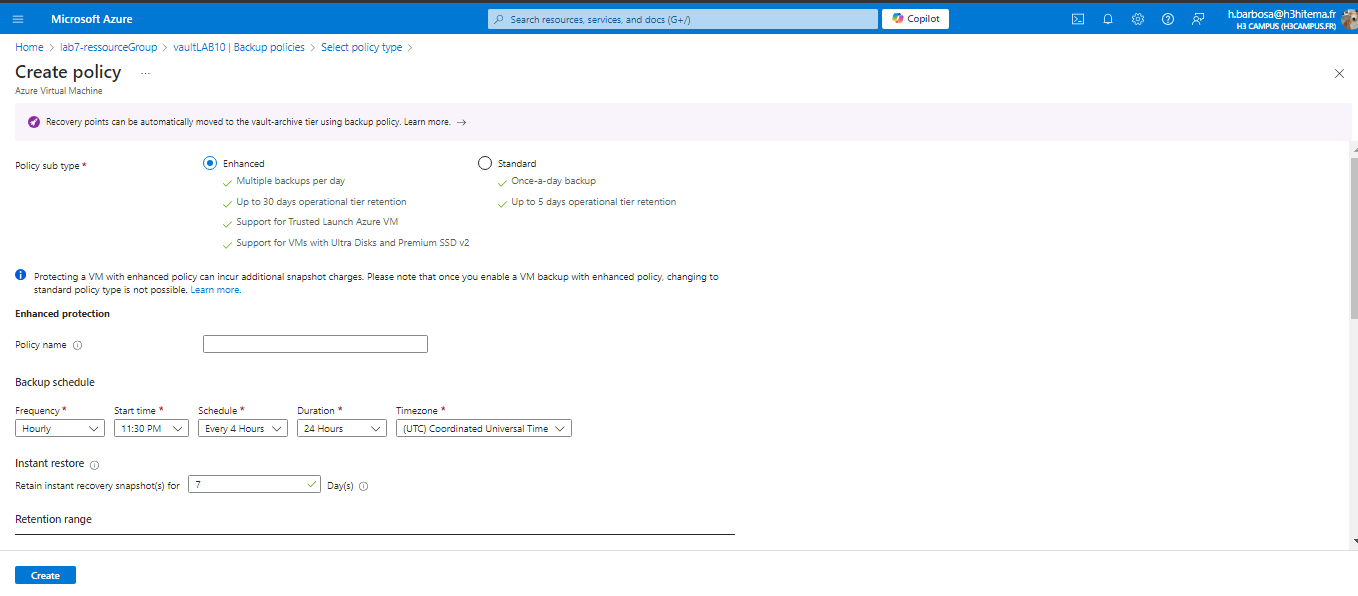 Microsoft Azure
Search resources, services, and docs (G+/)
Copilot
h.barbosa@h3hitema.fr
H3 CAMPUS (H3CAMPUS.FR)
Home > lab7-ressourceGroup > vaultLAB10 | Backup policies > Select policy type >
Create policy ...
Azure Virtual Machine
Recovery points can be automatically moved to the vault-archive tier using backup policy. Learn more. →
Policy sub type *
Enhanced
Multiple backups per day
Up to 30 days operational tier retention
Support for Trusted Launch Azure VM
Support for VMs with Ultra Disks and Premium SSD v2
Standard
Once-a-day backup
Up to 5 days operational tier retention
Protecting a VM with enhanced policy can incur additional snapshot charges. Please note that once you enable a VM backup with enhanced policy, changing to
standard policy type is not possible. Learn more.
Enhanced protection
Policy name
Backup schedule
Frequency * Start time * Schedule * Duration * Timezone *
Hourly 11:30 PM Every 4 Hours 24 Hours (UTC) Coordinated Universal Time
Instant restore
Retain instant recovery snapshot(s) for 7 Day(s)
Retention range
Create